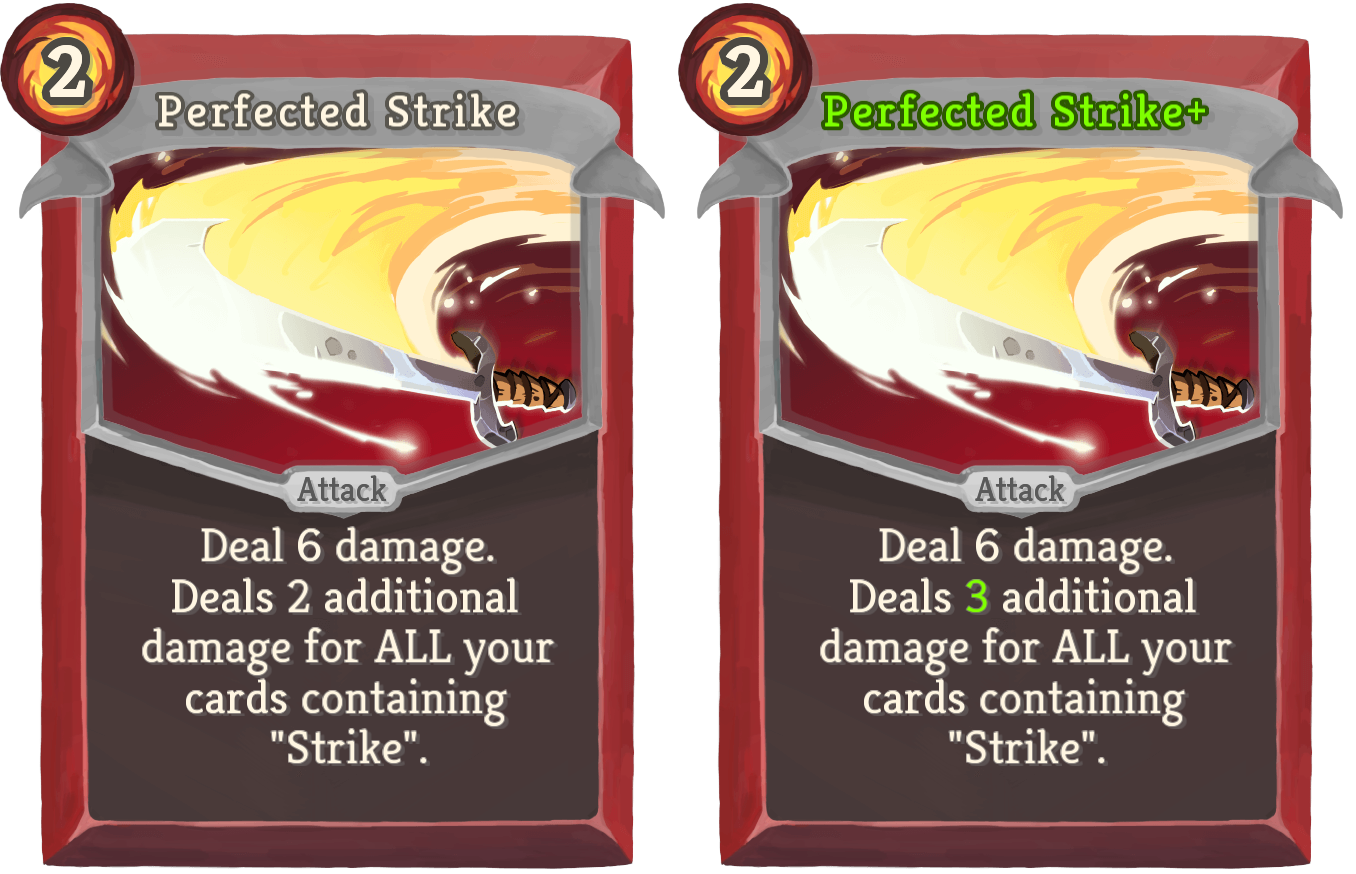 2
Perfected Strike
Attack
Deal 6 damage.
Deals 2 additional
damage for ALL your
cards containing
"Strike".
2
Perfected Strike+
Attack
Deal 6 damage.
Deals 3 additional
damage for ALL your
cards containing
"Strike".